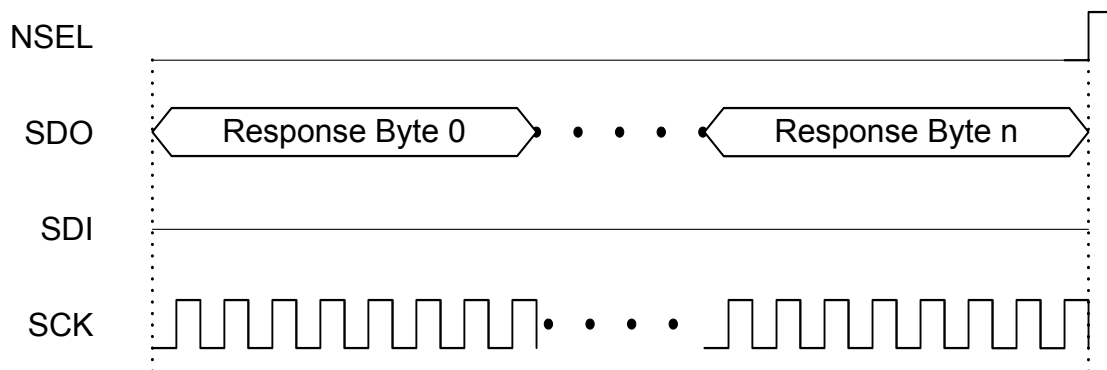 NSEL
SDO Response Byte 0 Response Byte n
SDI
SCK